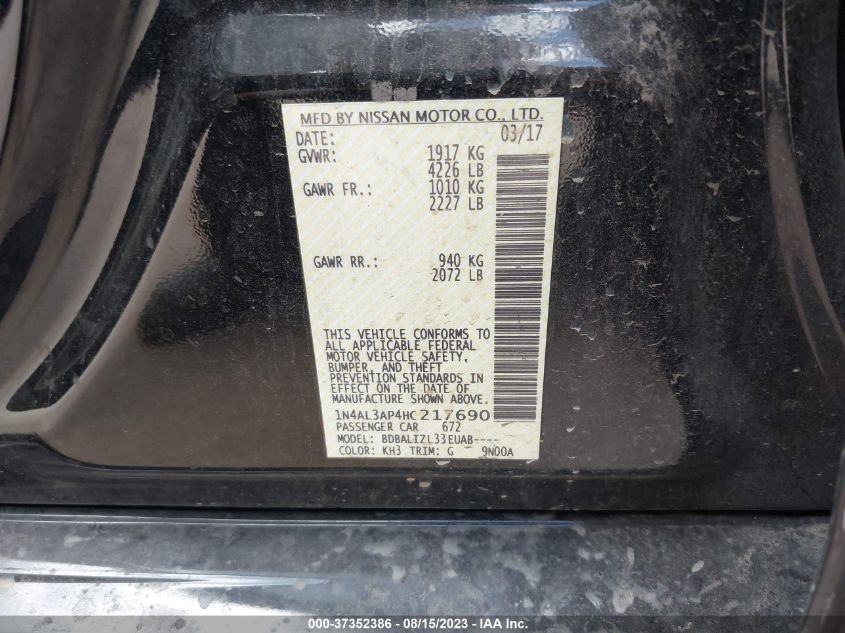 MFD BY NISSAN MOTOR CO., LTD.
DATE: 03/17
GVWR: 1917 KG
4226 LB
GAWR FR.: 1010 KG
2227 LB
GAWR RR.: 940 KG
2072 LB
THIS VEHICLE CONFORMS TO
ALL APPLICABLE FEDERAL
MOTOR VEHICLE SAFETY,
BUMPER, AND THEFT
PREVENTION STANDARDS IN
EFFECT ON THE DATE OF
MANUFACTURE SHOWN ABOVE.
1N4AL3AP4HC217690
PASSENGER CAR 672
MODEL: BDBALIZL33EUAB----
COLOR: KH3 TRIM: G 9N00A
000-37352386 - 08/15/2023 - IAA Inc.